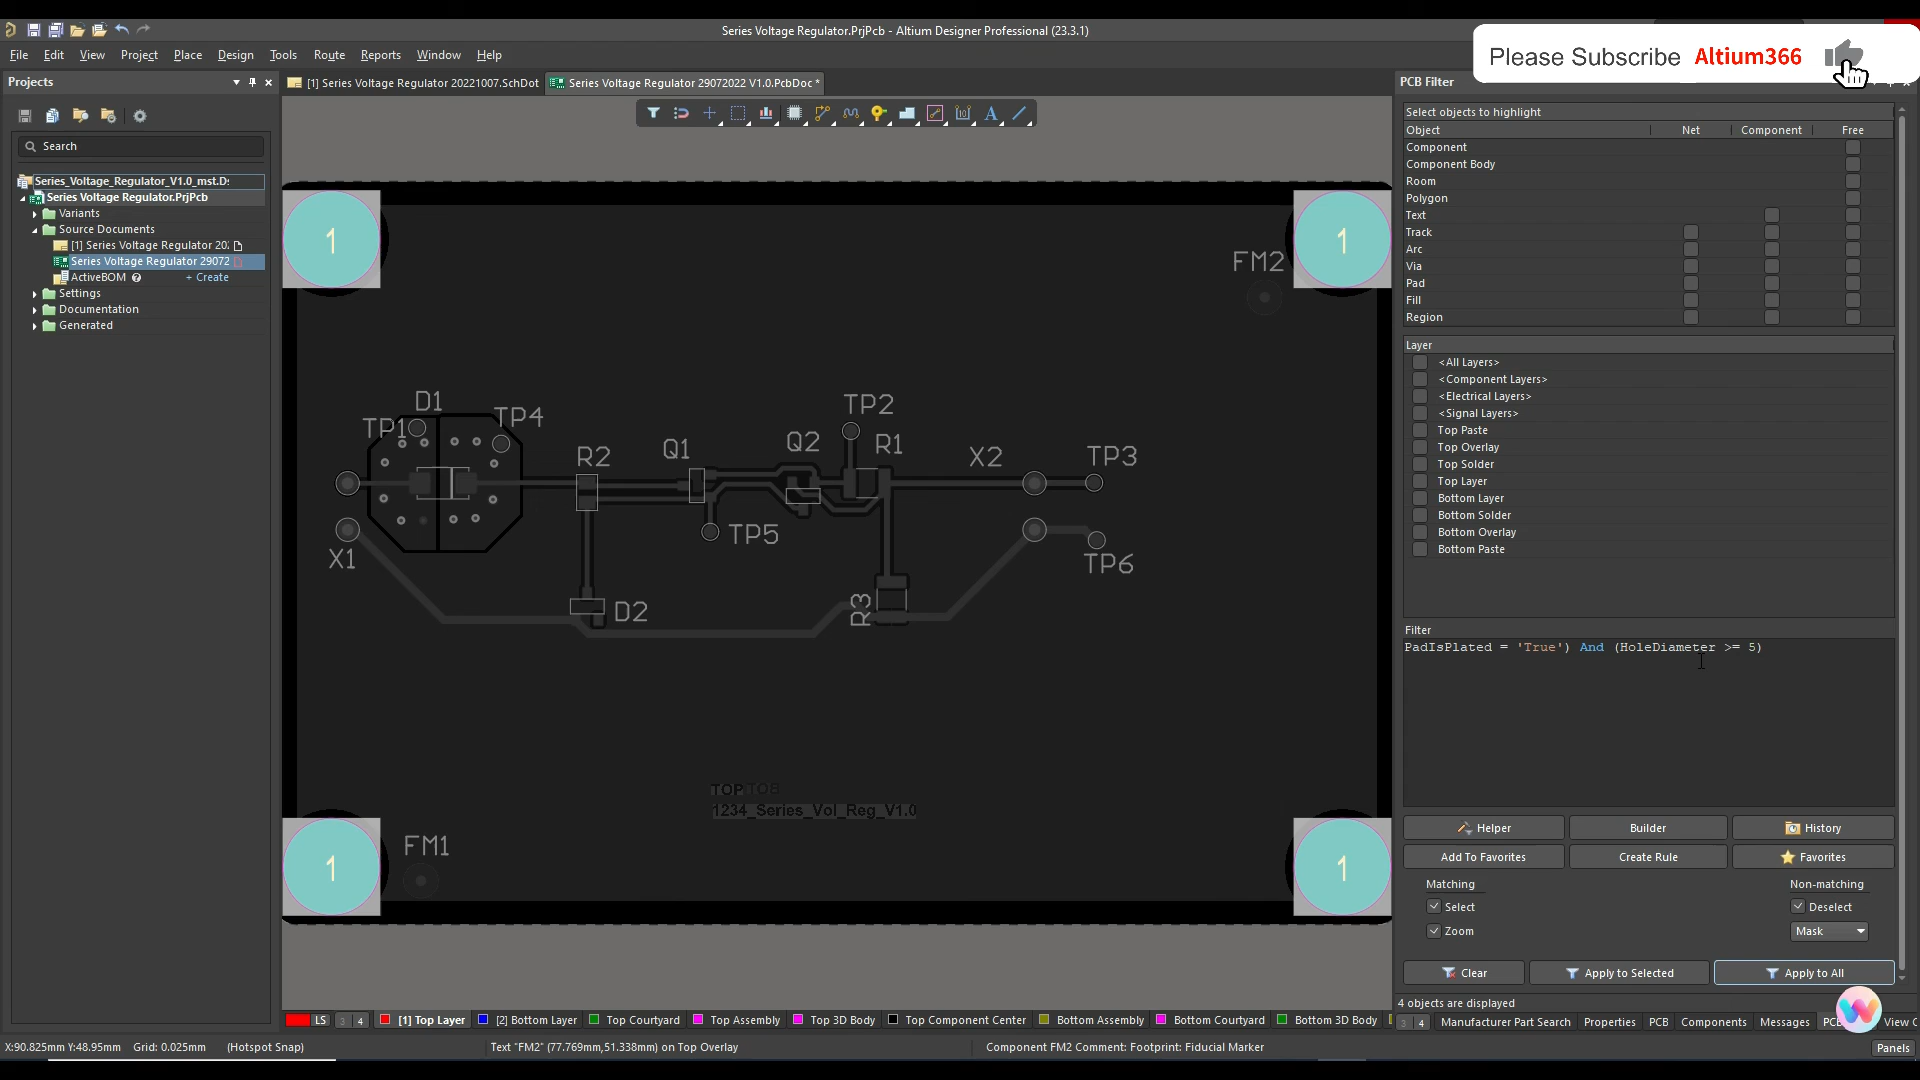 Series Voltage Regulator.PrjPcb - Altium Designer Professional (23.3.1)
File Edit View Project Place Design Tools Route Reports Window Help
Please Subscribe Altium366
Projects
[1] Series Voltage Regulator 20221007.SchDot
Series Voltage Regulator 29072022 V1.0.PcbDoc *
Search
Series_Voltage_Regulator_V1.0_mst.Ds
Series Voltage Regulator.PrjPcb
Variants
Source Documents
[1] Series Voltage Regulator 20
Series Voltage Regulator 29072
ActiveBOM + Create
Settings
Documentation
Generated
1
1
FM2
D1
TP1
TP4
R2
Q1
Q2
TP2
R1
X2
TP3
TP5
TP6
X1
D2
R3
TOP
1234_Series_Vol_Reg_V1.0
FM1
1
1
PCB Filter
Select objects to highlight
Object Net Component Free
Component
Component Body
Room
Polygon
Text
Track
Arc
Via
Pad
Fill
Region
Layer
<All Layers>
<Component Layers>
<Electrical Layers>
<Signal Layers>
Top Paste
Top Overlay
Top Solder
Top Layer
Bottom Layer
Bottom Solder
Bottom Overlay
Bottom Paste
Filter
PadIsPlated = 'True') And (HoleDiameter >= 5)
Helper Builder History
Add To Favorites Create Rule Favorites
Matching Non-matching
Select Deselect
Zoom Mask
Clear Apply to Selected Apply to All
4 objects are displayed
LS 3 4 [1] Top Layer [2] Bottom Layer Top Courtyard Top Assembly Top 3D Body Top Component Center Bottom Assembly Bottom Courtyard Bottom 3D Body
3 4 Manufacturer Part Search Properties PCB Components Messages View C
X:90.825mm Y:48.95mm Grid: 0.025mm (Hotspot Snap) Text "FM2" (77.769mm,51.338mm) on Top Overlay Component FM2 Comment: Footprint: Fiducial Marker
Panels